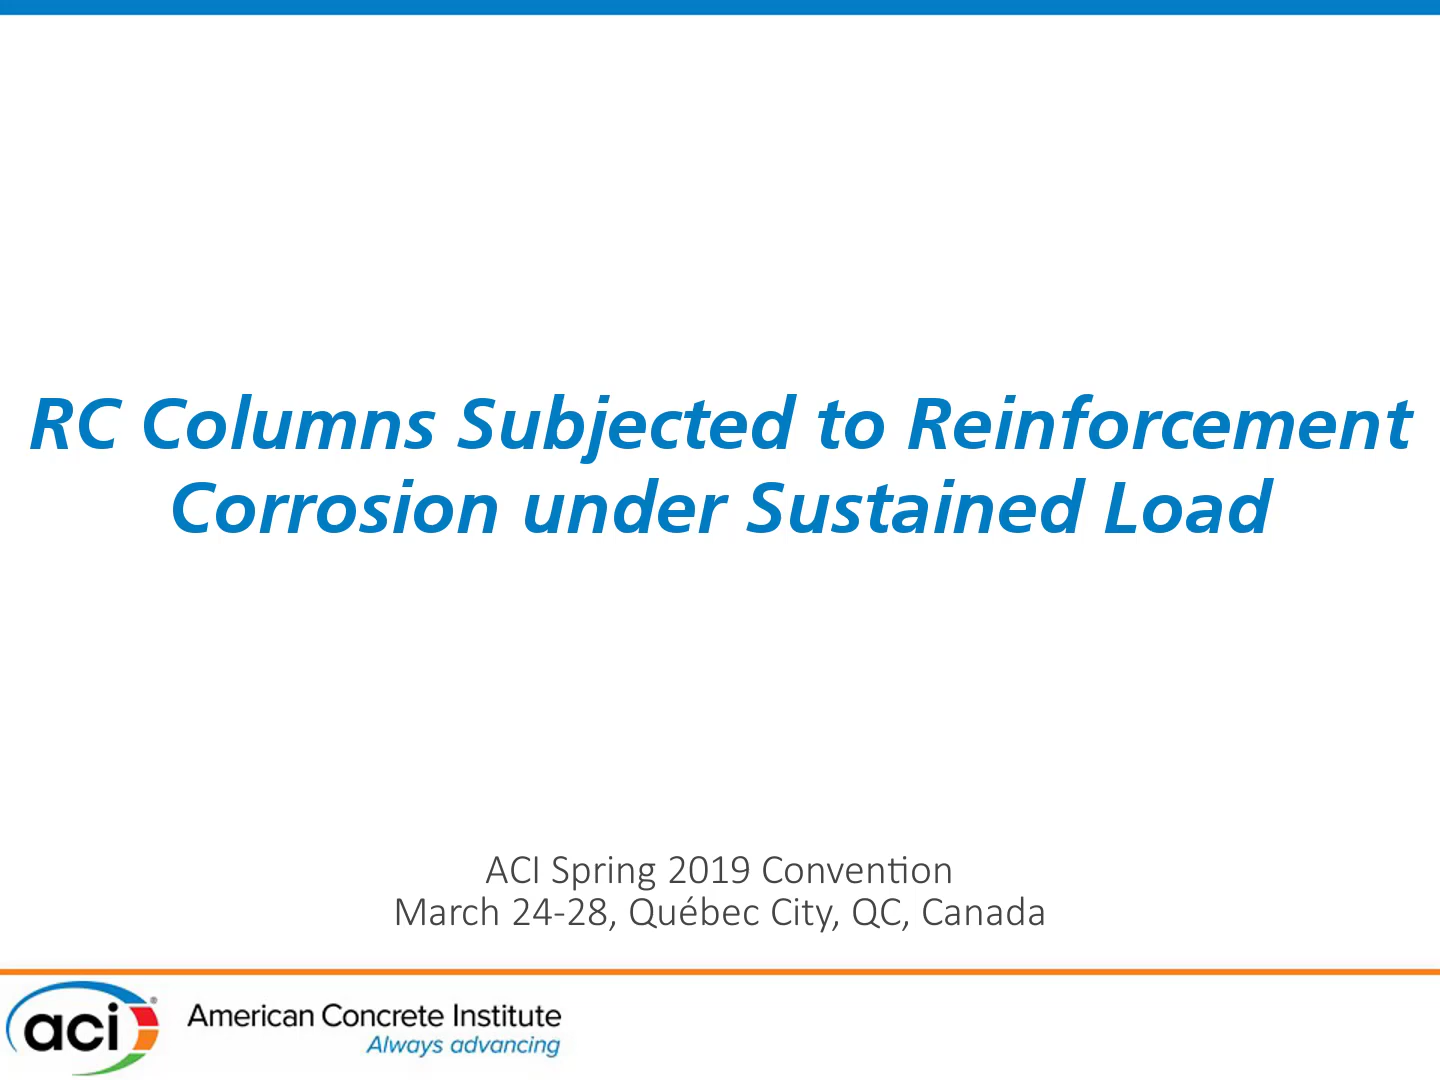 RC Columns Subjected to Reinforcement
Corrosion under Sustained Load
ACI Spring 2019 Convention
March 24-28, Québec City, QC, Canada
aci®
American Concrete Institute
Always advancing